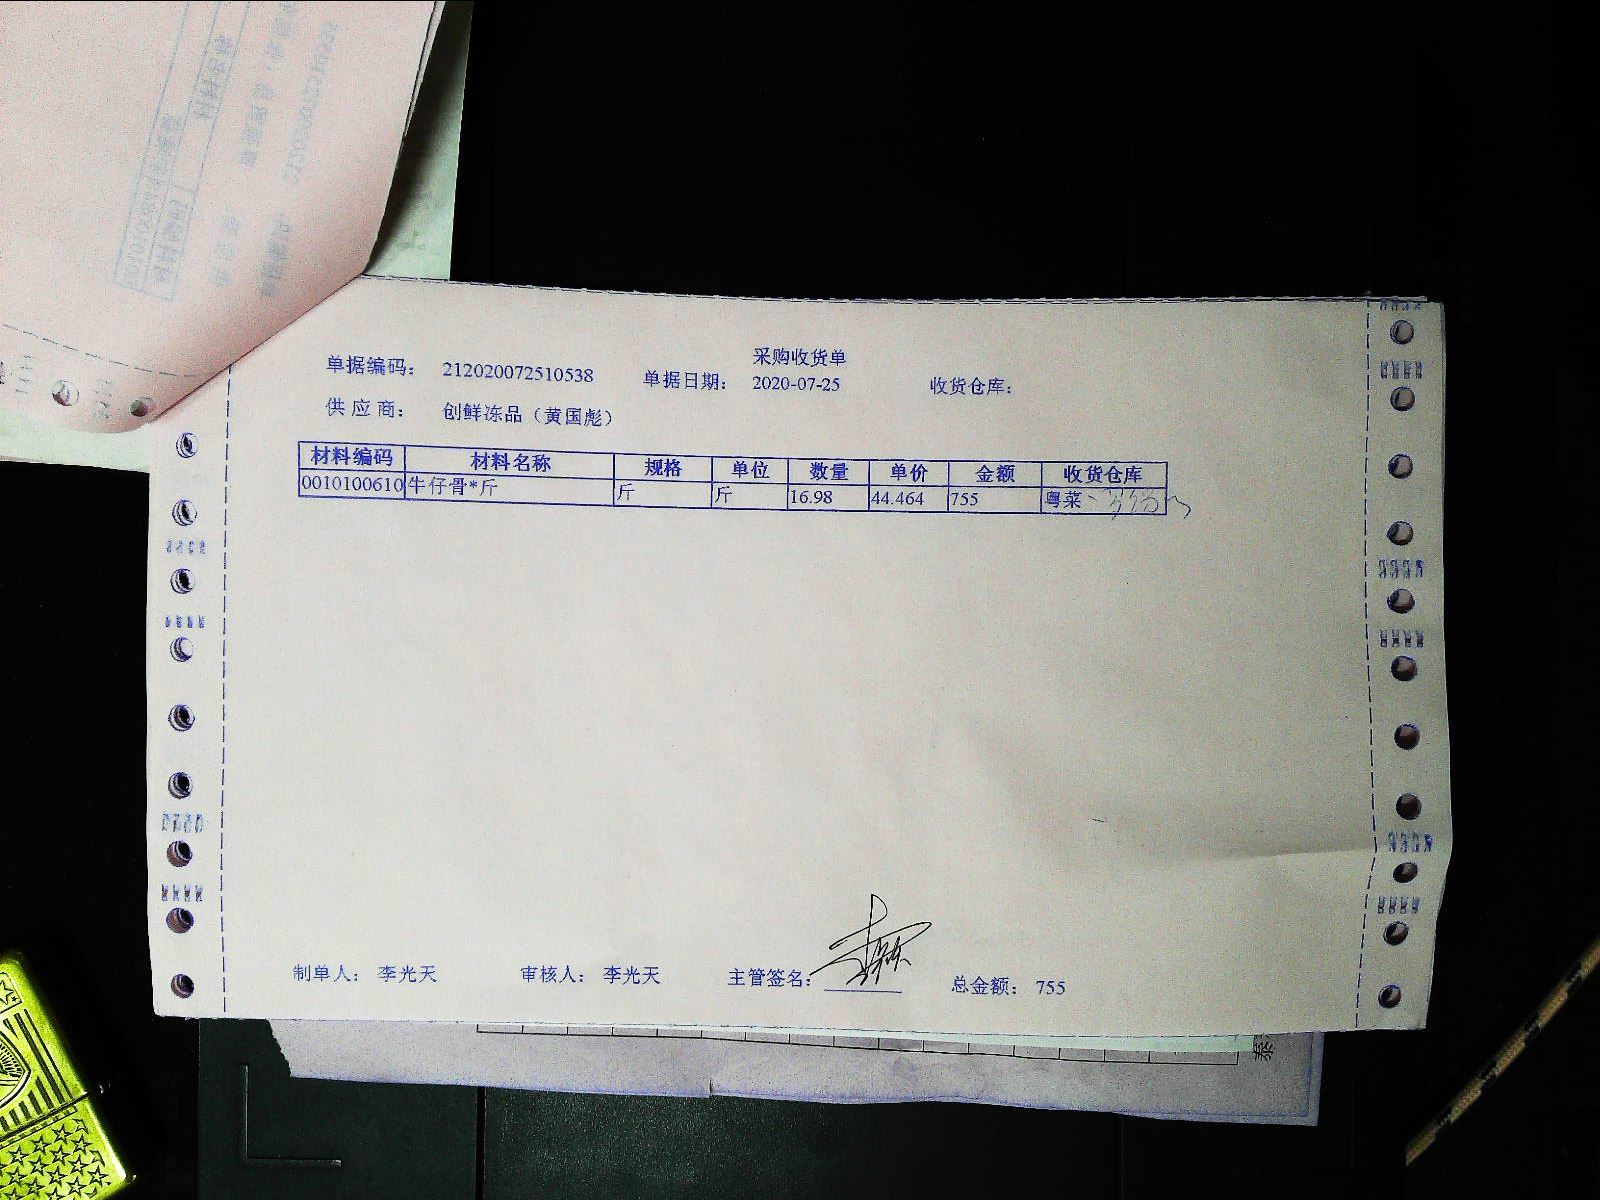 采购收货单
单据编码： 212020072510538 单据日期： 2020-07-25 收货仓库：
供 应 商： 创鲜冻品（黄国彪）
材料编码 材料名称 规格 单位 数量 单价 金额 收货仓库
0010100610 牛仔骨*斤 斤 斤 16.98 44.464 755 粤菜
制单人： 李光天 审核人： 李光天 主管签名： 总金额： 755
泰